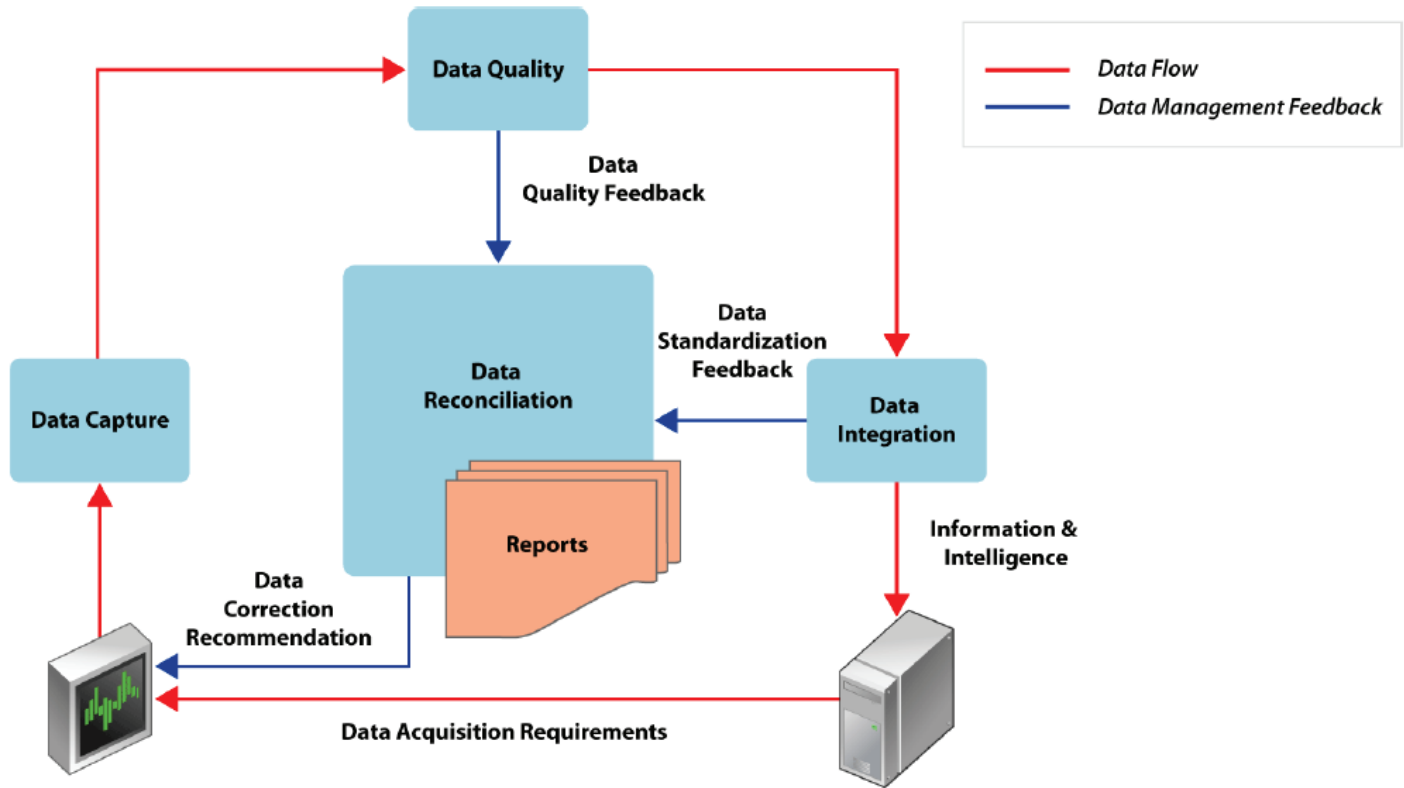 Data Quality
Data Flow
Data Management Feedback
Data
Quality Feedback
Data
Standardization
Feedback
Data
Reconciliation
Data Capture
Data
Integration
Reports
Information &
Intelligence
Data
Correction
Recommendation
Data Acquisition Requirements